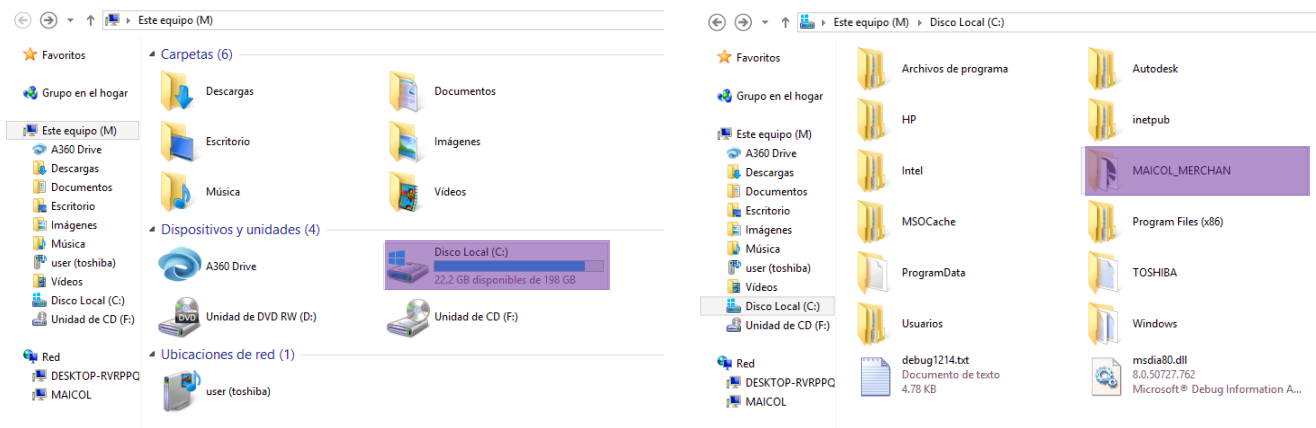 Este equipo (M)
Favoritos
Grupo en el hogar
Este equipo (M)
A360 Drive
Descargas
Documentos
Escritorio
Imágenes
Música
user (toshiba)
Vídeos
Disco Local (C:)
Unidad de CD (F:)
Red
DESKTOP-RVRPPQ
MAICOL
Carpetas (6)
Descargas
Documentos
Escritorio
Imágenes
Música
Vídeos
Dispositivos y unidades (4)
A360 Drive
Disco Local (C:)
22.2 GB disponibles de 198 GB
DVD
Unidad de DVD RW (D:)
Unidad de CD (F:)
Ubicaciones de red (1)
user (toshiba)
Este equipo (M) Disco Local (C:)
Favoritos
Grupo en el hogar
Este equipo (M)
A360 Drive
Descargas
Documentos
Escritorio
Imágenes
Música
user (toshiba)
Vídeos
Disco Local (C:)
Unidad de CD (F:)
Red
DESKTOP-RVRPPQ
MAICOL
Archivos de programa
Autodesk
HP
inetpub
Intel
MAICOL_MERCHAN
MSOCache
Program Files (x86)
ProgramData
TOSHIBA
Usuarios
Windows
debug1214.txt
Documento de texto
4.78 KB
msdia80.dll
8.0.50727.762
Microsoft® Debug Information A...